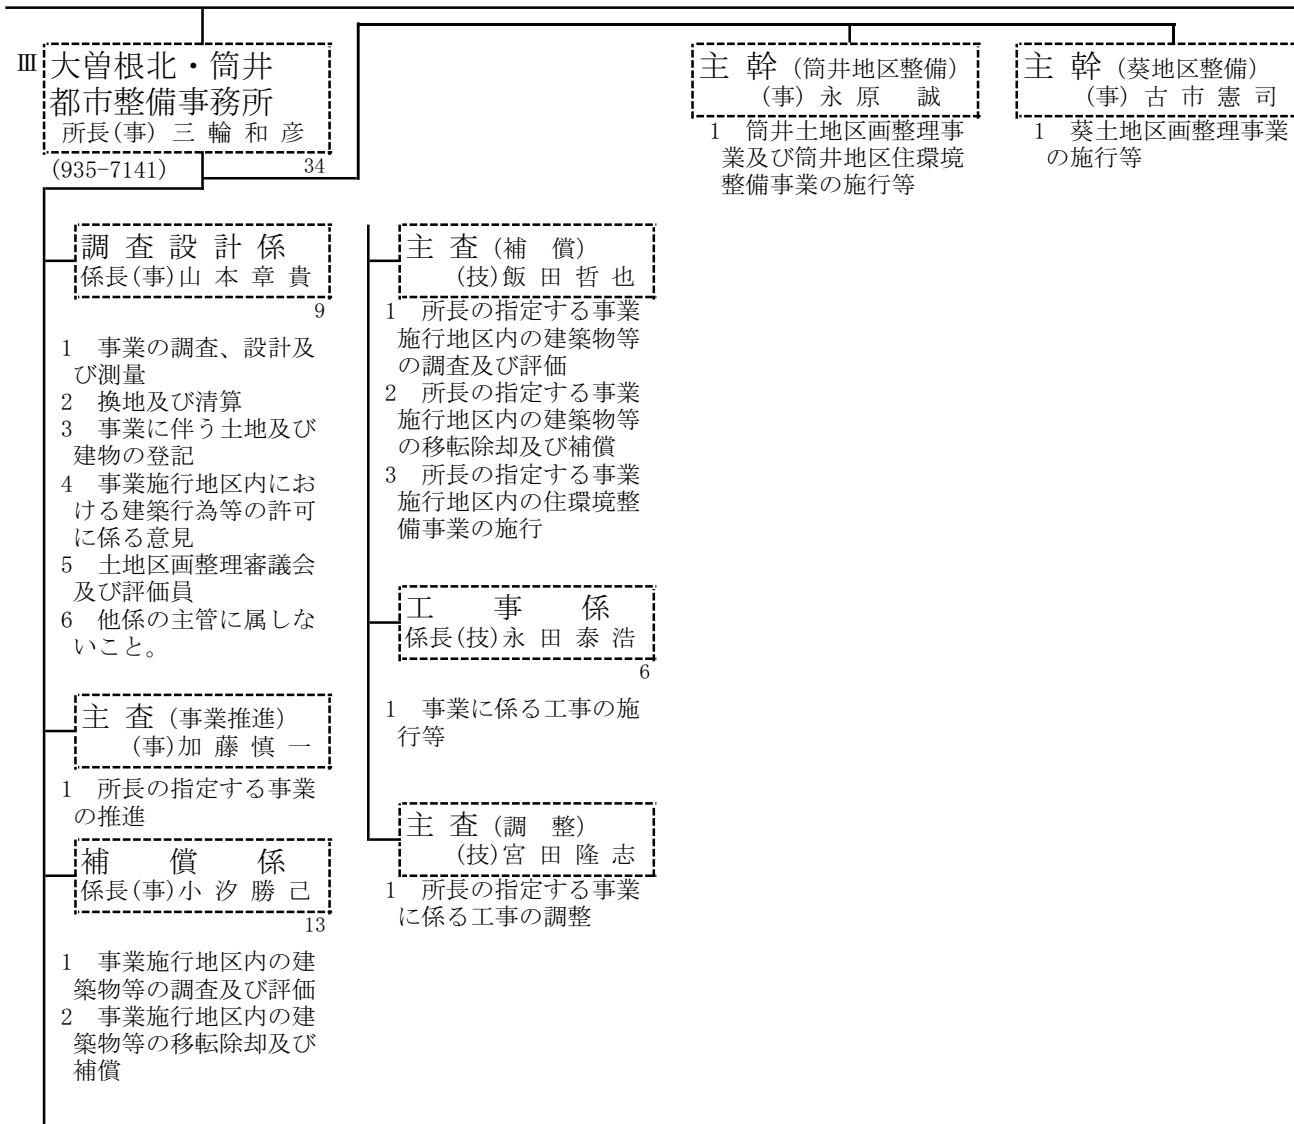 Ⅲ
大曽根北・筒井
都市整備事務所
所長(事) 三 輪 和 彦
(935-7141) 34
主 幹 (筒井地区整備)
(事) 永 原 誠
1 筒井土地区画整理事
業及び筒井地区住環境
整備事業の施行等
主 幹 (葵地区整備)
(事) 古 市 憲 司
1 葵土地区画整理事業
の施行等
調 査 設 計 係
係長(事)山 本 章 貴
9
1 事業の調査、設計及
び測量
2 換地及び清算
3 事業に伴う土地及び
建物の登記
4 事業施行地区内にお
ける建築行為等の許可
に係る意見
5 土地区画整理審議会
及び評価員
6 他係の主管に属しな
いこと。
主 査 (事業推進)
(事)加 藤 慎 一
1 所長の指定する事業
の推進
補 償 係
係長(事)小 汐 勝 己
13
1 事業施行地区内の建
築物等の調査及び評価
2 事業施行地区内の建
築物等の移転除却及び
補償
主 査 (補 償)
(技)飯 田 哲 也
1 所長の指定する事業
施行地区内の建築物等
の調査及び評価
2 所長の指定する事業
施行地区内の建築物等
の移転除却及び補償
3 所長の指定する事業
施行地区内の住環境整
備事業の施行
工 事 係
係長(技)永 田 泰 浩
6
1 事業に係る工事の施
行等
主 査 (調 整)
(技)宮 田 隆 志
1 所長の指定する事業
に係る工事の調整